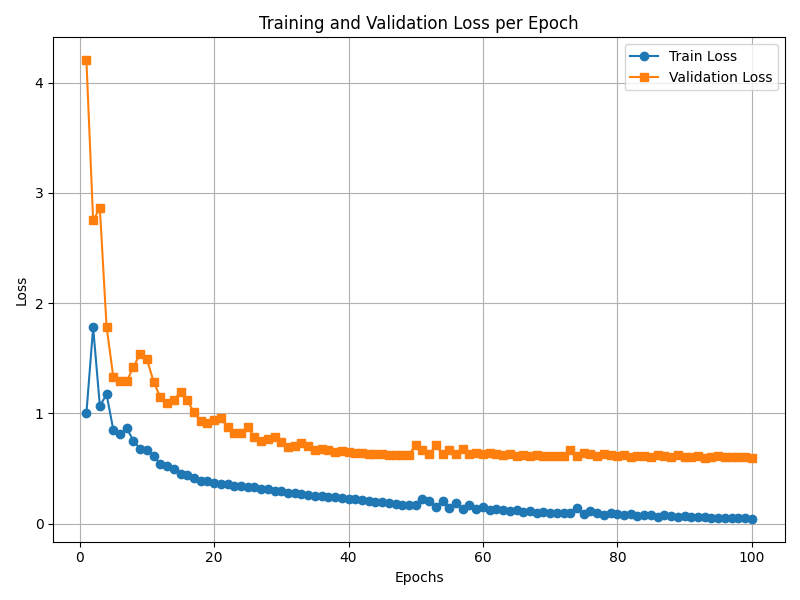 Training and Validation Loss per Epoch
Train Loss
Validation Loss
4
3
2
1
0
Loss
0 20 40 60 80 100
Epochs